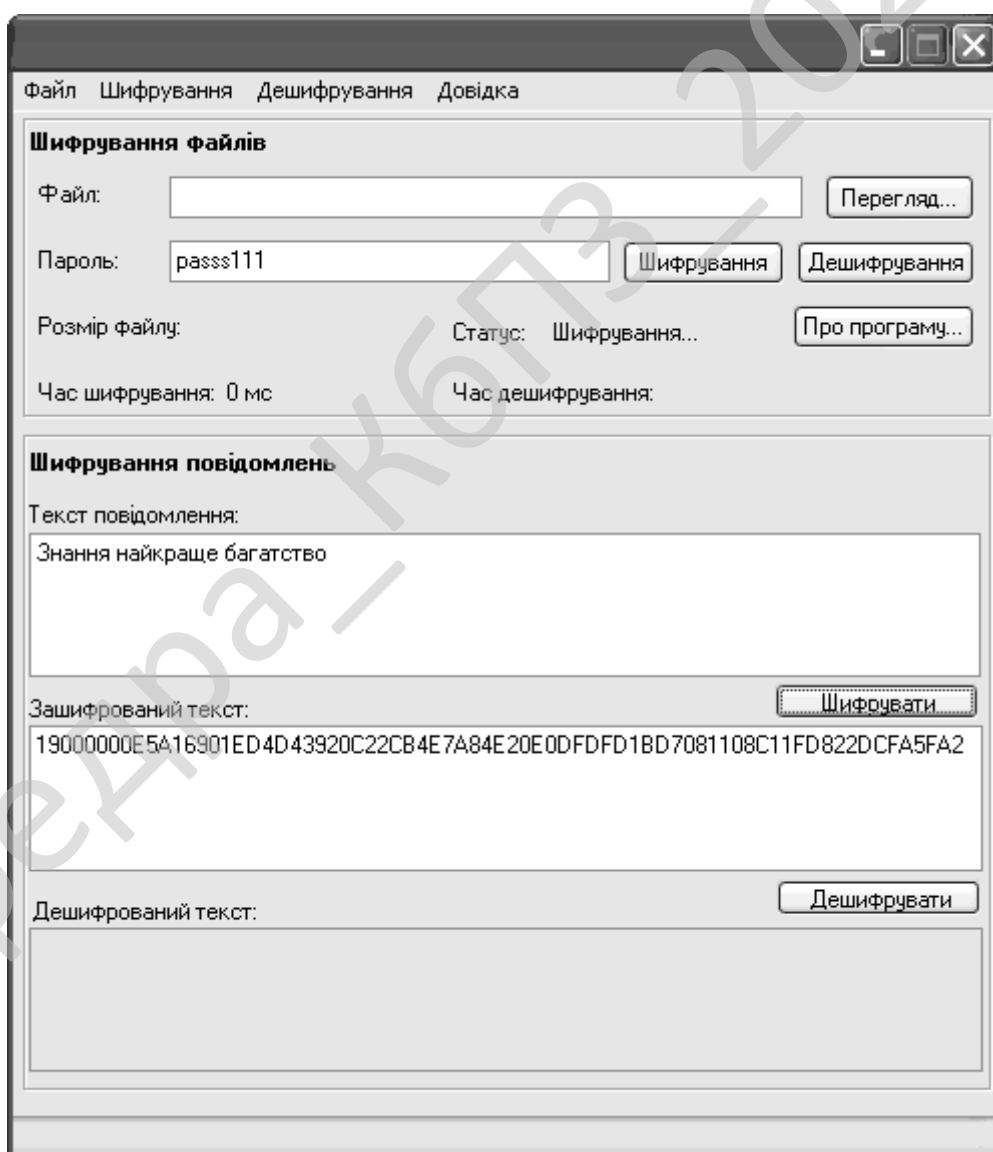 Файл Шифрування Дешифрування Довідка
Шифрування файлів
Файл: Перегляд...
Пароль: passs111 Шифрування Дешифрування
Розмір файлу: Статус: Шифрування... Про програму...
Час шифрування: 0 мс Час дешифрування:
Шифрування повідомлень
Текст повідомлення:
Знання найкраще багатство
Шифрувати
Зашифрований текст:
19000000E5A16901ED4D43920C22CB4E7A84E20E0DFDFD1BD7081108C11FD822DCFA5FA2
Дешифрувати
Дешифрований текст: